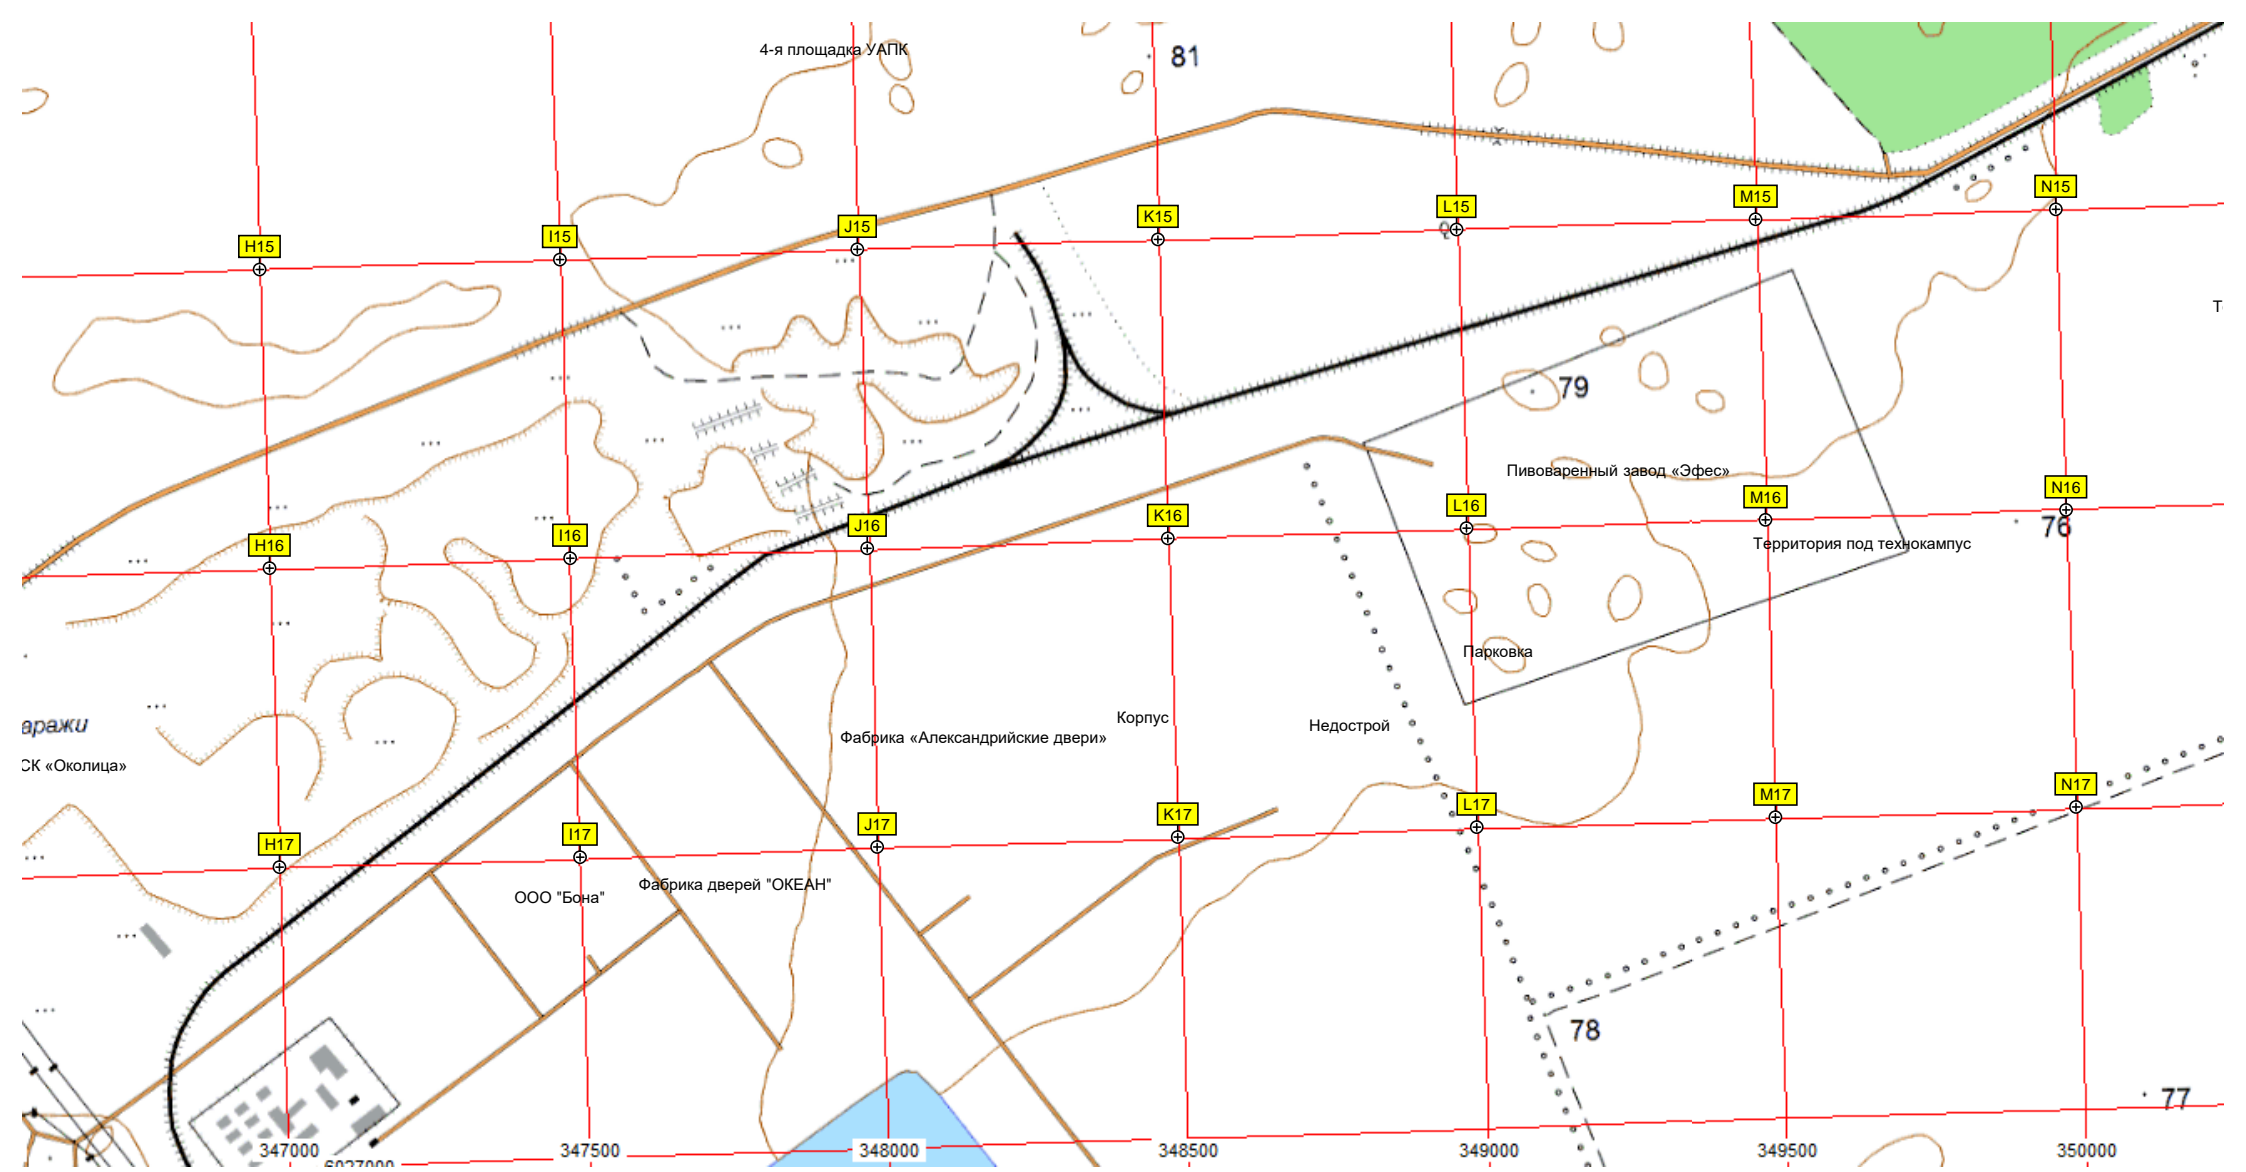 4-я площадка УАПК
81
N15
M15
L15
K15
J15
I15
H15
79
Пивоваренный завод «Эфес»
N16
M16
L16
K16
J16
I16
H16
76
Территория под технокампус
Парковка
Корпус
Недострой
аражи
Фабрика «Александрийские двери»
СК «Околица»
N17
M17
L17
K17
J17
I17
H17
ООО "Бона"
Фабрика дверей "ОКЕАН"
78
77
347000
347500
348000
348500
349000
349500
350000
6027000